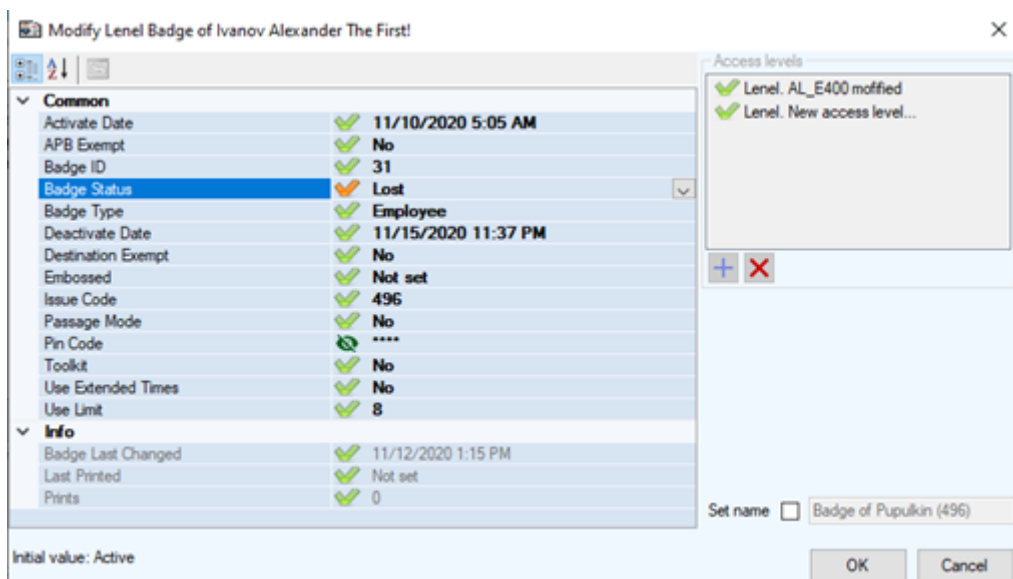 Modify Lenel Badge of Ivanov Alexander The First!
Access levels
Lenel. AL_E400 moffied
Lenel. New access level...
Common
Activate Date 11/10/2020 5:05 AM
APB Exempt No
Badge ID 31
Badge Status Lost
Badge Type Employee
Deactivate Date 11/15/2020 11:37 PM
Destination Exempt No
Embossed Not set
Issue Code 496
Passage Mode No
Pin Code ****
Toolkit No
Use Extended Times No
Use Limit 8
Info
Badge Last Changed 11/12/2020 1:15 PM
Last Printed Not set
Prints 0
Set name Badge of Pupulkin (496)
Initial value: Active
OK Cancel